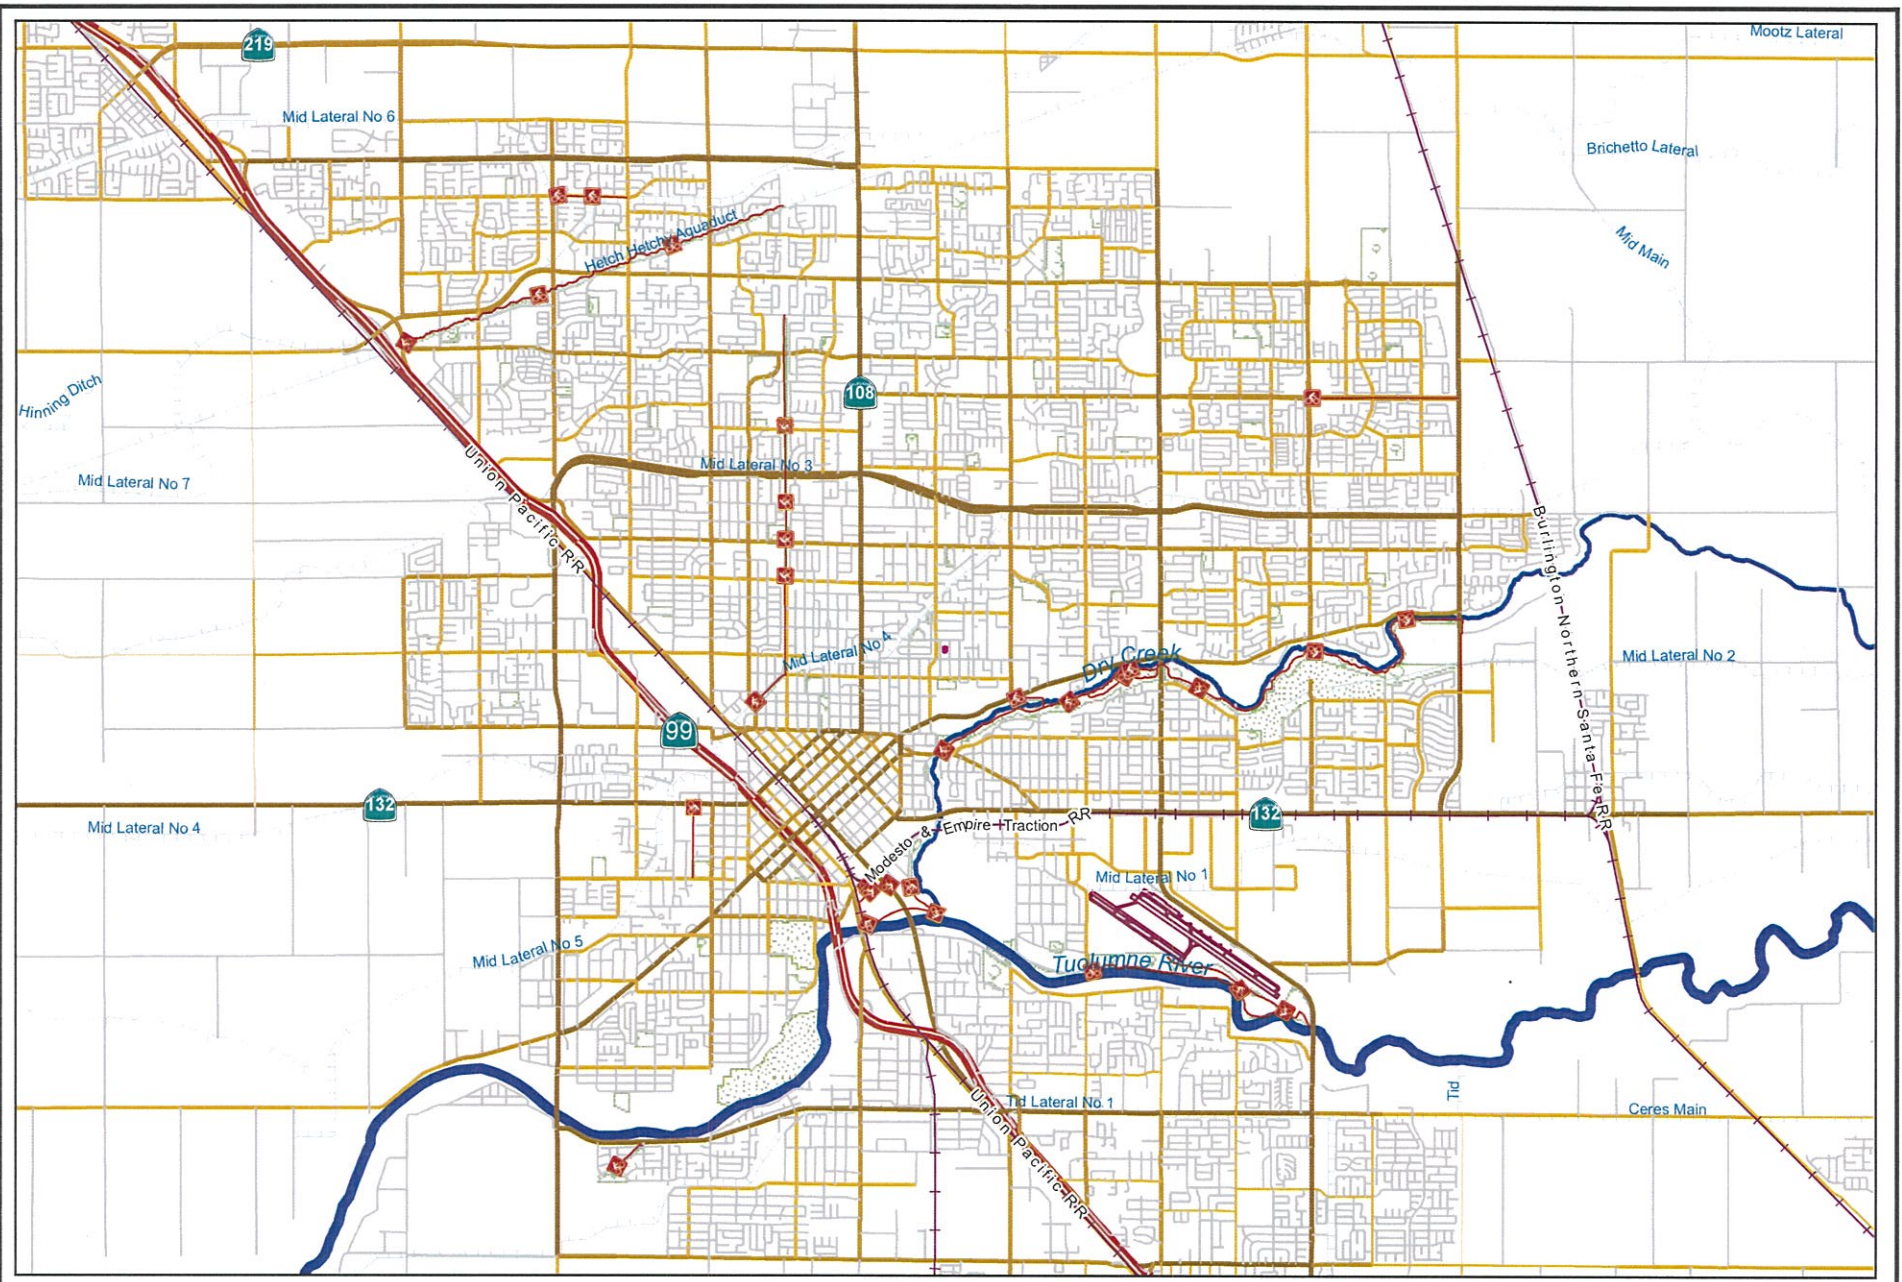 Mootz Lateral
219
Mid Lateral No 6
Brichetto Lateral
Hetch Hetchy Aquaduct
Mid Main
Hinning Ditch
108
Mid Lateral No 3
Union Pacific RR
Mid Lateral No 7
Burlington Northern Santa Fe RR
Mid Lateral No 4
Dry Creek
Mid Lateral No 2
99
132
132
Mid Lateral No 4
Modesto & Empire Traction RR
Mid Lateral No 1
Mid Lateral No 5
Tuolumne River
Tid
Tid Lateral No 1
Ceres Main
Union Pacific RR